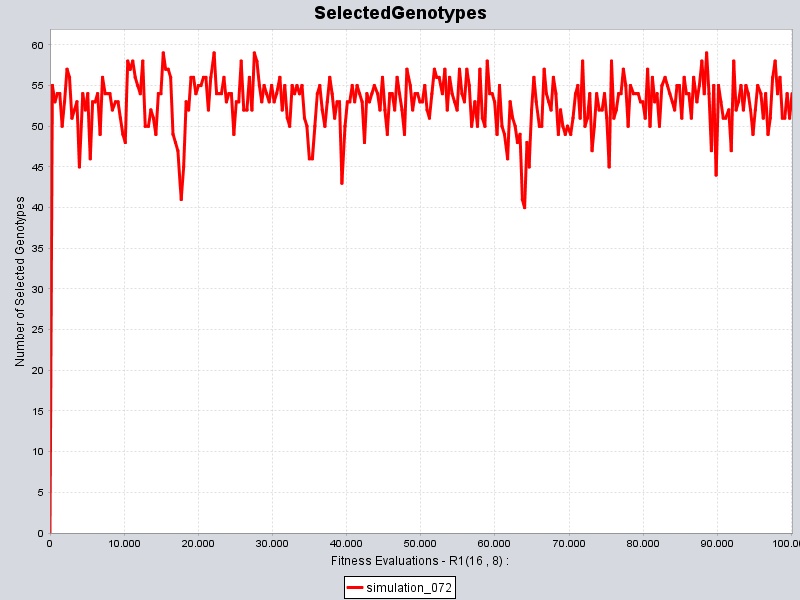 SelectedGenotypes
Number of Selected Genotypes
60
55
50
45
40
35
30
25
20
15
10
5
0
0 10.000 20.000 30.000 40.000 50.000 60.000 70.000 80.000 90.000 100.00
Fitness Evaluations - R1(16 , 8) :
simulation_072